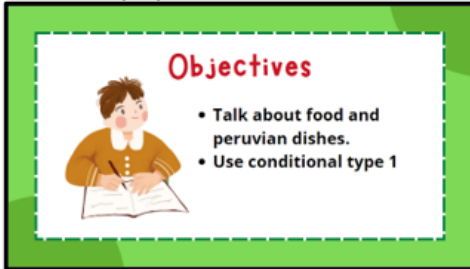 Objectives
• Talk about food and
peruvian dishes.
• Use conditional type 1